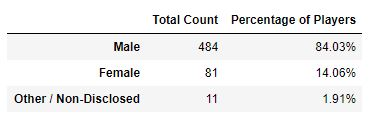 Total Count Percentage of Players
Male 484 84.03%
Female 81 14.06%
Other / Non-Disclosed 11 1.91%